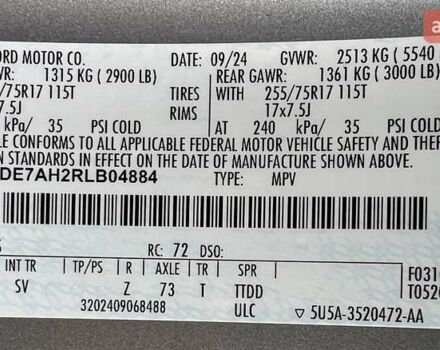 ORD MOTOR CO. 09/24 GVWR: 2513 KG ( 5540
WR: 1315 KG ( 2900 LB) REAR GAWR: 1361 KG ( 3000 LB)
/75R17 115T TIRES WITH 255/75R17 115T
7.5J RIMS 17x7.5J
kPa/ 35 PSI COLD AT 240 kPa/ 35 PSI COLD
LE CONFORMS TO ALL APPLICABLE FEDERAL MOTOR VEHICLE SAFETY
N STANDARDS IN EFFECT ON THE DATE OF MANUFACTURE SHOWN ABOVE.
DE7AH2RLB04884 TYPE: MPV
RC: 72 DSO:
INT TR TP/PS R AXLE TR SPR F0310
SV Z 73 T TTDD T0520
3202409068488 ULC ▽ 5U5A-3520472-AA